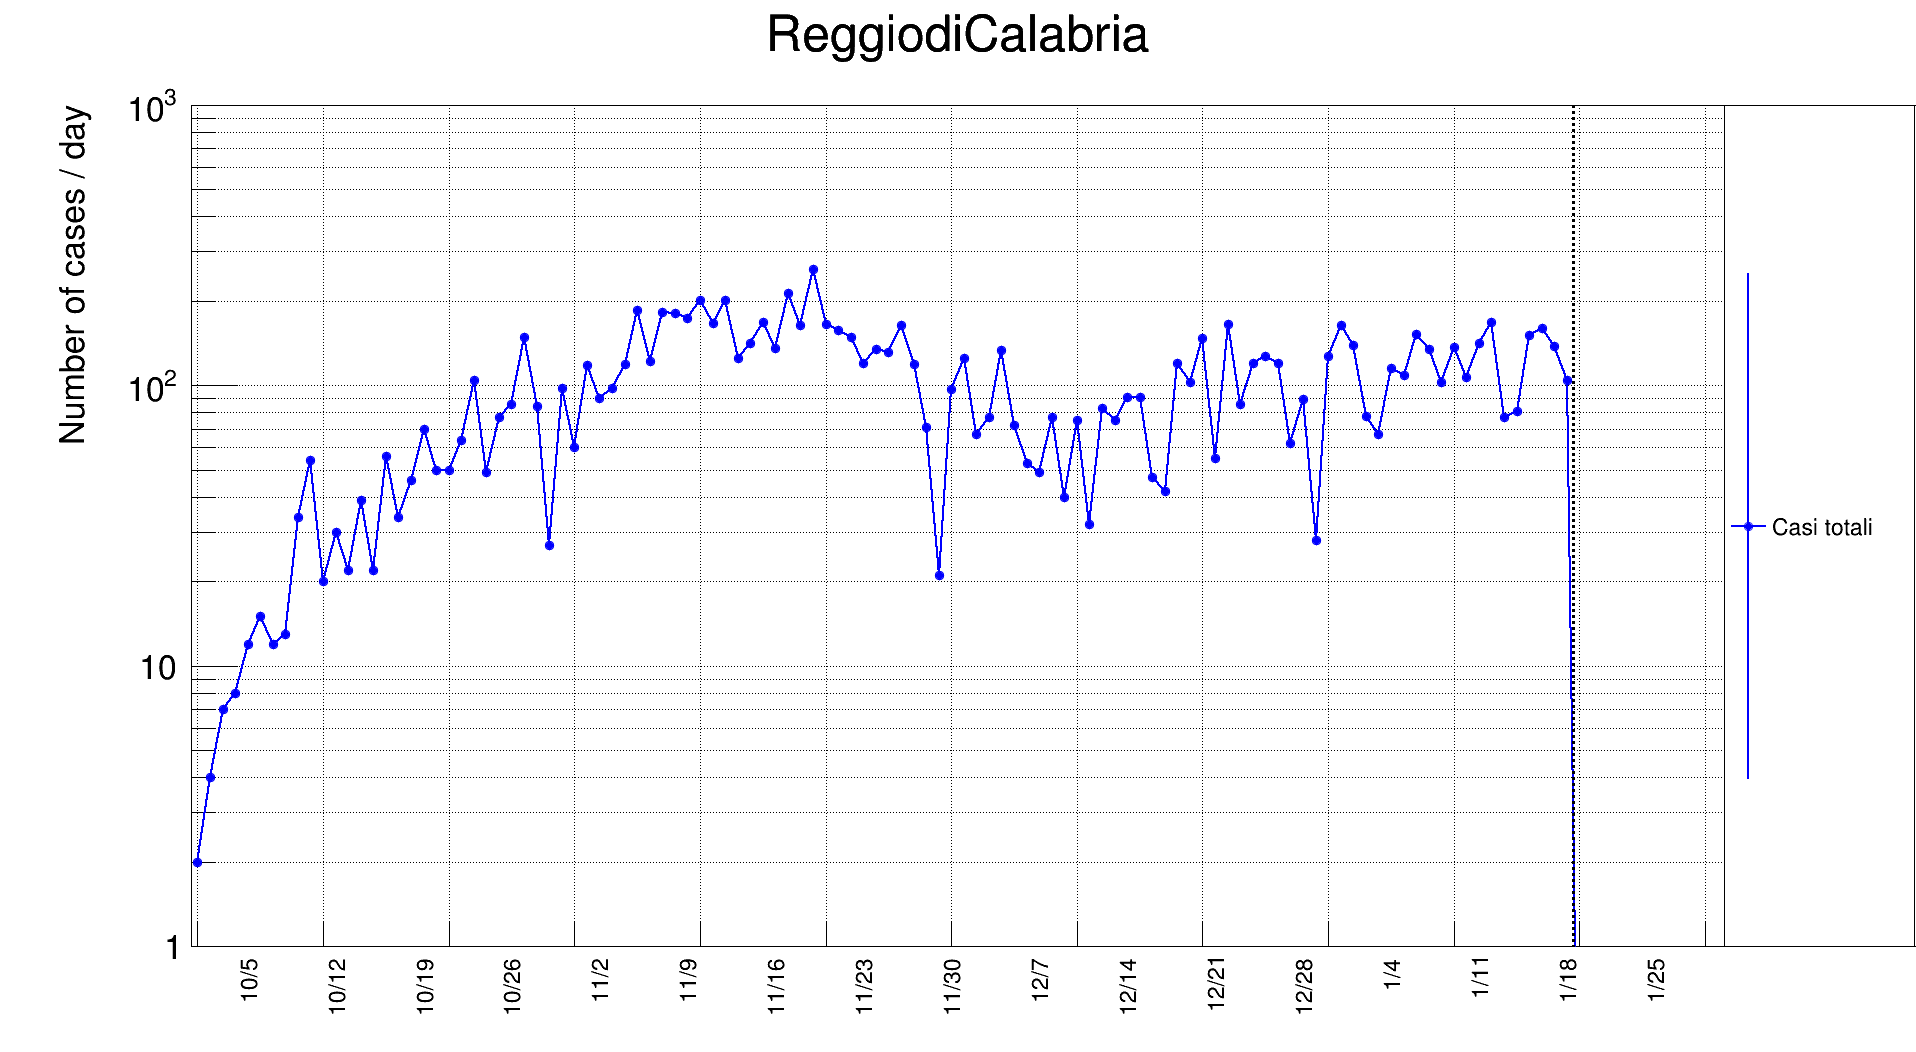 ReggiodiCalabria
Number of cases / day
10³
10²
10
1
10/5 10/12 10/19 10/26 11/2 11/9 11/16 11/23 11/30 12/7 12/14 12/21 12/28 1/4 1/11 1/18 1/25
Casi totali